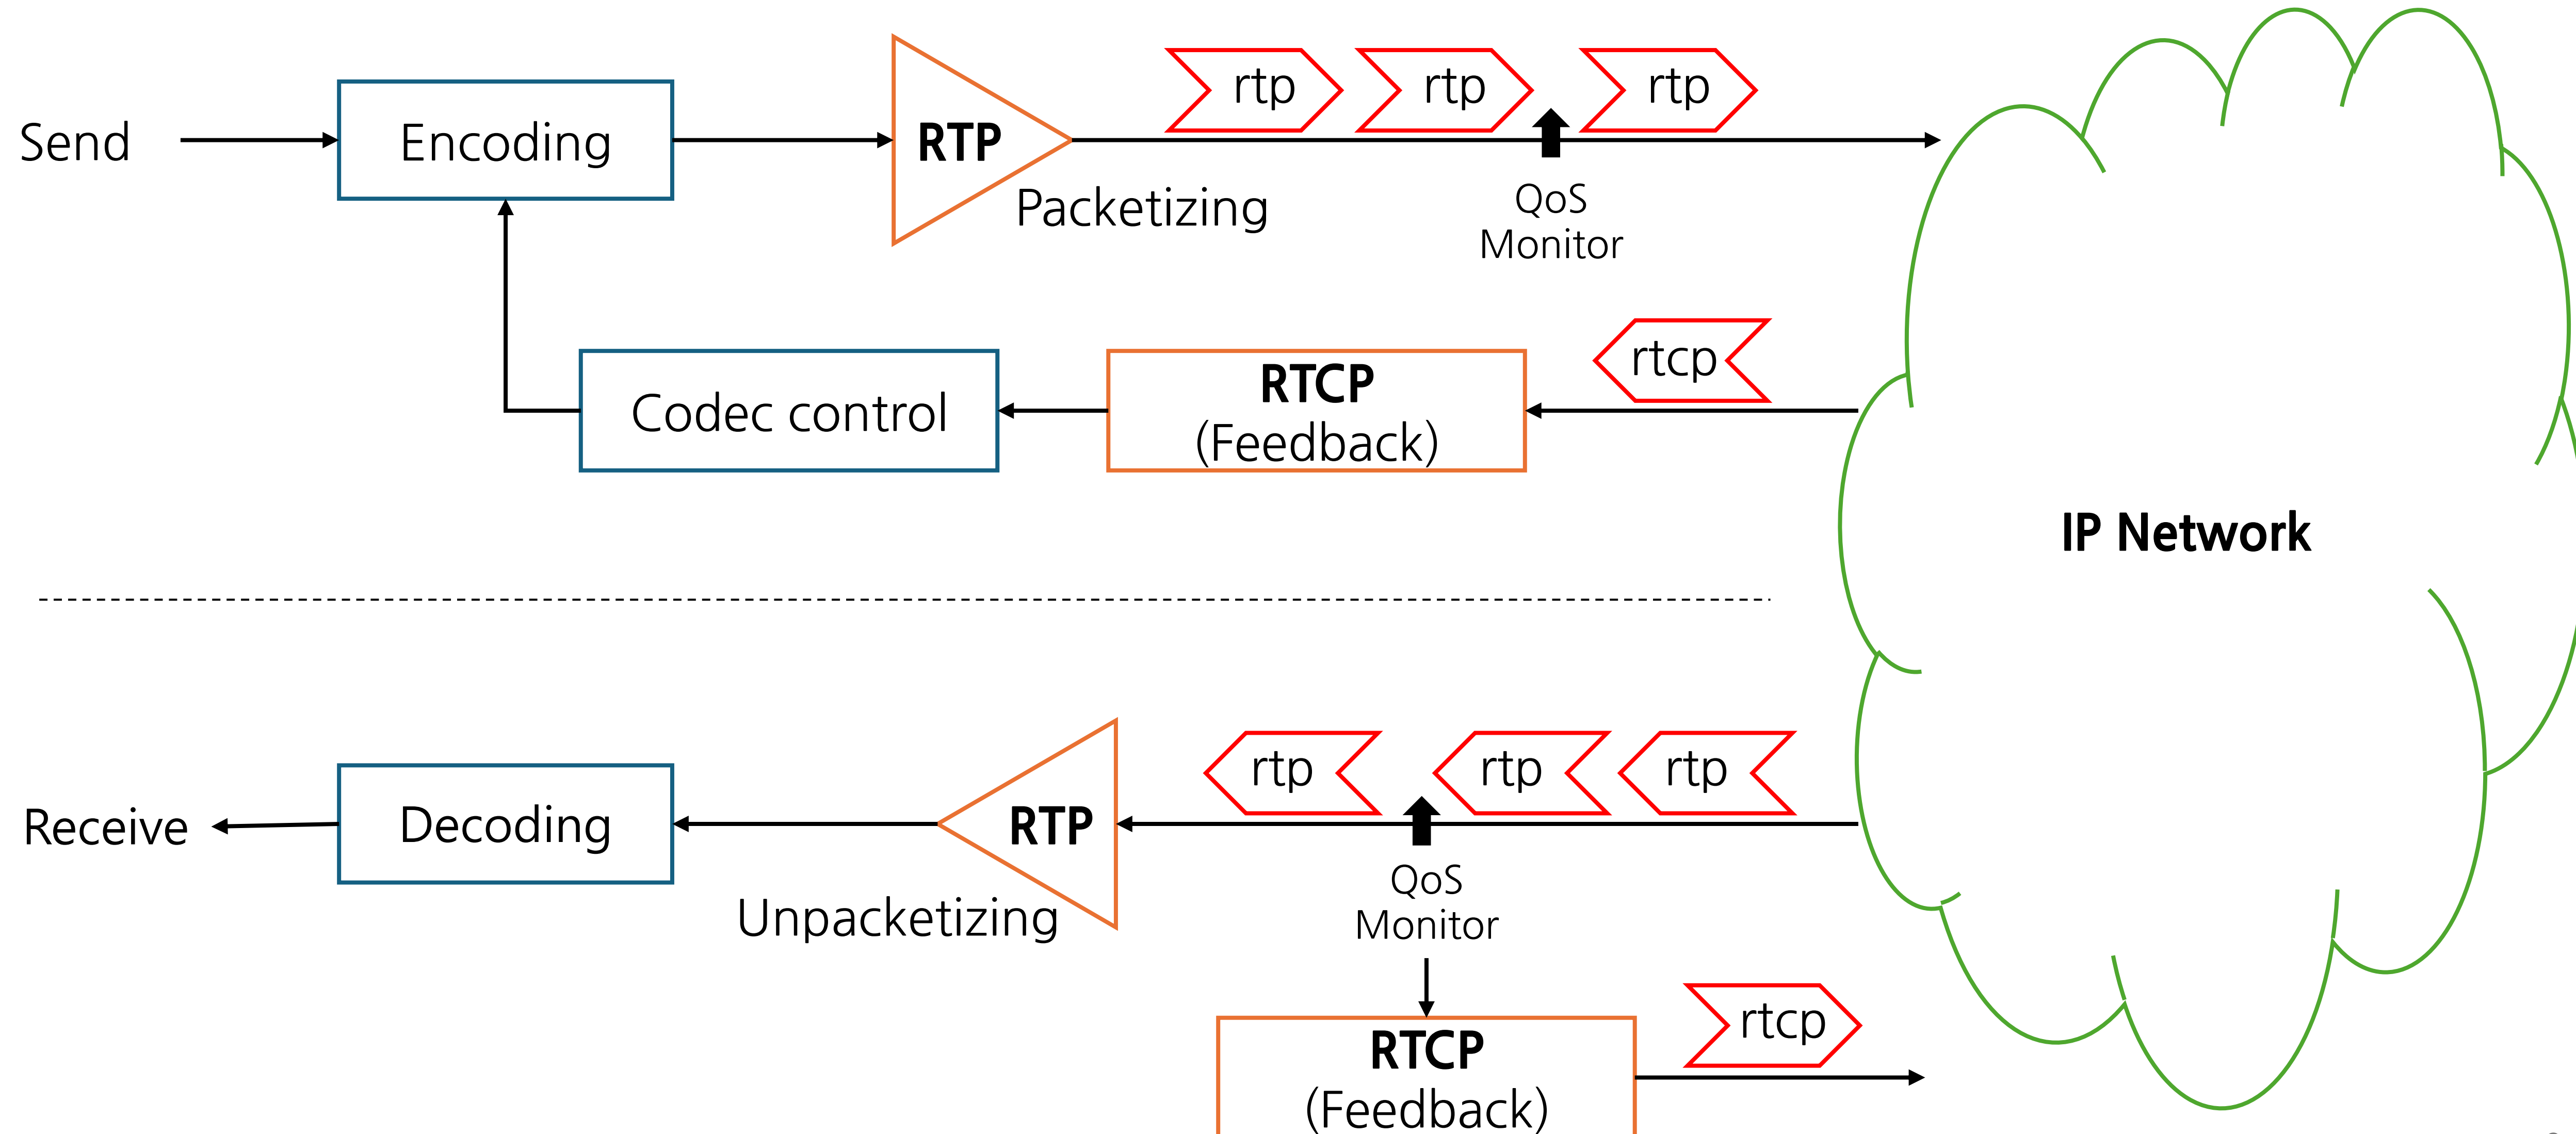 Send
Encoding
RTP
Packetizing
rtp
rtp
rtp
QoS
Monitor
Codec control
RTCP
(Feedback)
rtcp
IP Network
Receive
Decoding
RTP
Unpacketizing
rtp
rtp
rtp
QoS
Monitor
RTCP
(Feedback)
rtcp